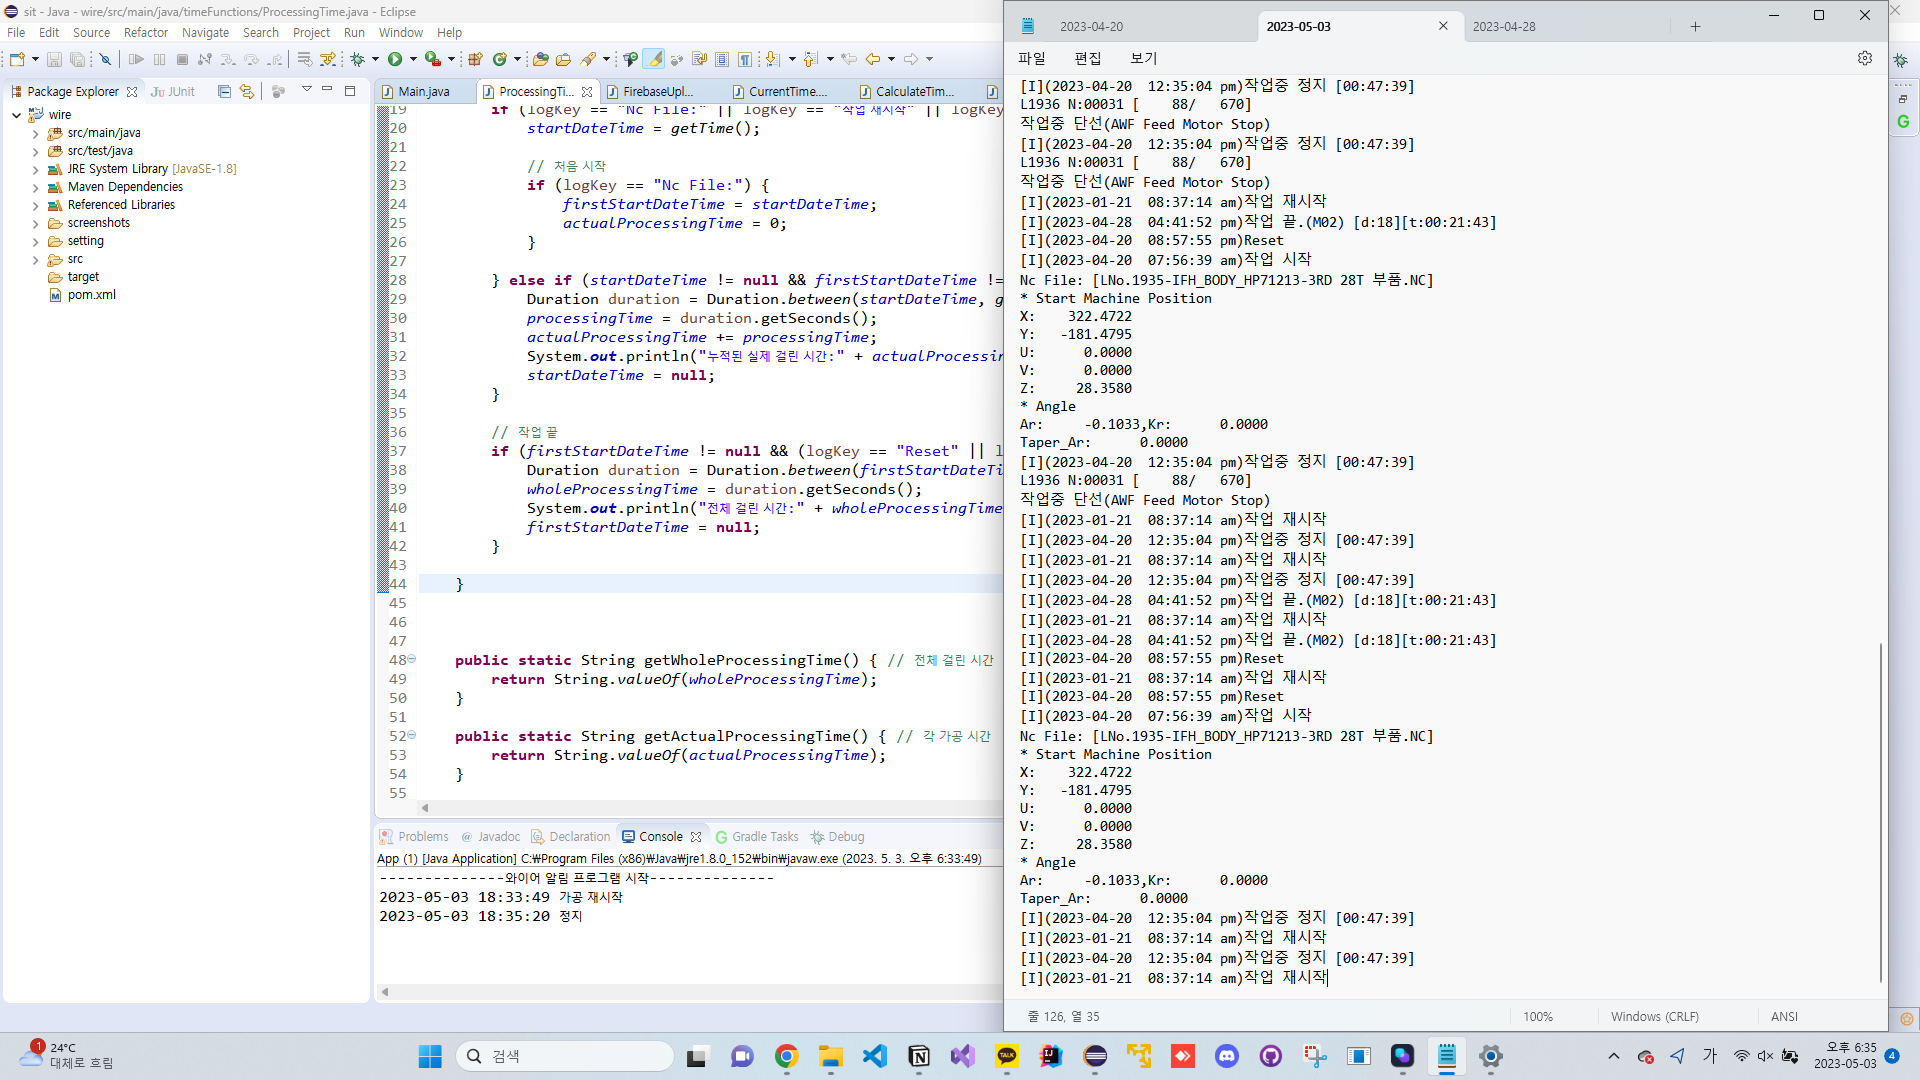 sit - Java - wire/src/main/java/timeFunctions/ProcessingTime.java - Eclipse
File Edit Source Refactor Navigate Search Project Run Window Help
Package Explorer JUnit
wire
src/main/java
src/test/java
JRE System Library [JavaSE-1.8]
Maven Dependencies
Referenced Libraries
screenshots
setting
src
target
pom.xml
Main.java ProcessingTi... FirebaseUpl... CurrentTime.... CalculateTim...
19 if (logKey == "Nc File:" || logKey == "작업 재시작" || logKey
20 startDateTime = getTime();
21
22 // 처음 시작
23 if (logKey == "Nc File:") {
24 firstStartDateTime = startDateTime;
25 actualProcessingTime = 0;
26 }
27
28 } else if (startDateTime != null && firstStartDateTime !=
29 Duration duration = Duration.between(startDateTime, g
30 processingTime = duration.getSeconds();
31 actualProcessingTime += processingTime;
32 System.out.println("누적된 실제 걸린 시간:" + actualProcessin
33 startDateTime = null;
34 }
35
36 // 작업 끝
37 if (firstStartDateTime != null && (logKey == "Reset" || l
38 Duration duration = Duration.between(firstStartDateTi
39 wholeProcessingTime = duration.getSeconds();
40 System.out.println("전체 걸린 시간:" + wholeProcessingTime
41 firstStartDateTime = null;
42 }
43
44 }
45
46
47
48 public static String getWholeProcessingTime() { // 전체 걸린 시간
49 return String.valueOf(wholeProcessingTime);
50 }
51
52 public static String getActualProcessingTime() { // 각 가공 시간
53 return String.valueOf(actualProcessingTime);
54 }
55
Problems Javadoc Declaration Console Gradle Tasks Debug
App (1) [Java Application] C:₩Program Files (x86)₩Java₩jre1.8.0_152₩bin₩javaw.exe (2023. 5. 3. 오후 6:33:49)
--------------와이어 알림 프로그램 시작--------------
2023-05-03 18:33:49 가공 재시작
2023-05-03 18:35:20 정지
2023-04-20 2023-05-03 2023-04-28
파일 편집 보기
[I](2023-04-20 12:35:04 pm)작업중 정지 [00:47:39]
L1936 N:00031 [ 88/ 670]
작업중 단선(AWF Feed Motor Stop)
[I](2023-04-20 12:35:04 pm)작업중 정지 [00:47:39]
L1936 N:00031 [ 88/ 670]
작업중 단선(AWF Feed Motor Stop)
[I](2023-01-21 08:37:14 am)작업 재시작
[I](2023-04-28 04:41:52 pm)작업 끝.(M02) [d:18][t:00:21:43]
[I](2023-04-20 08:57:55 pm)Reset
[I](2023-04-20 07:56:39 am)작업 시작
Nc File: [LNo.1935-IFH_BODY_HP71213-3RD 28T 부품.NC]
* Start Machine Position
X: 322.4722
Y: -181.4795
U: 0.0000
V: 0.0000
Z: 28.3580
* Angle
Ar: -0.1033,Kr: 0.0000
Taper_Ar: 0.0000
[I](2023-04-20 12:35:04 pm)작업중 정지 [00:47:39]
L1936 N:00031 [ 88/ 670]
작업중 단선(AWF Feed Motor Stop)
[I](2023-01-21 08:37:14 am)작업 재시작
[I](2023-04-20 12:35:04 pm)작업중 정지 [00:47:39]
[I](2023-01-21 08:37:14 am)작업 재시작
[I](2023-04-20 12:35:04 pm)작업중 정지 [00:47:39]
[I](2023-04-28 04:41:52 pm)작업 끝.(M02) [d:18][t:00:21:43]
[I](2023-01-21 08:37:14 am)작업 재시작
[I](2023-04-28 04:41:52 pm)작업 끝.(M02) [d:18][t:00:21:43]
[I](2023-04-20 08:57:55 pm)Reset
[I](2023-01-21 08:37:14 am)작업 재시작
[I](2023-04-20 08:57:55 pm)Reset
[I](2023-04-20 07:56:39 am)작업 시작
Nc File: [LNo.1935-IFH_BODY_HP71213-3RD 28T 부품.NC]
* Start Machine Position
X: 322.4722
Y: -181.4795
U: 0.0000
V: 0.0000
Z: 28.3580
* Angle
Ar: -0.1033,Kr: 0.0000
Taper_Ar: 0.0000
[I](2023-04-20 12:35:04 pm)작업중 정지 [00:47:39]
[I](2023-01-21 08:37:14 am)작업 재시작
[I](2023-04-20 12:35:04 pm)작업중 정지 [00:47:39]
[I](2023-01-21 08:37:14 am)작업 재시작
줄 126, 열 35 100% Windows (CRLF) ANSI
1
24°C
대체로 흐림
검색
TALK
가
오후 6:35
2023-05-03
4